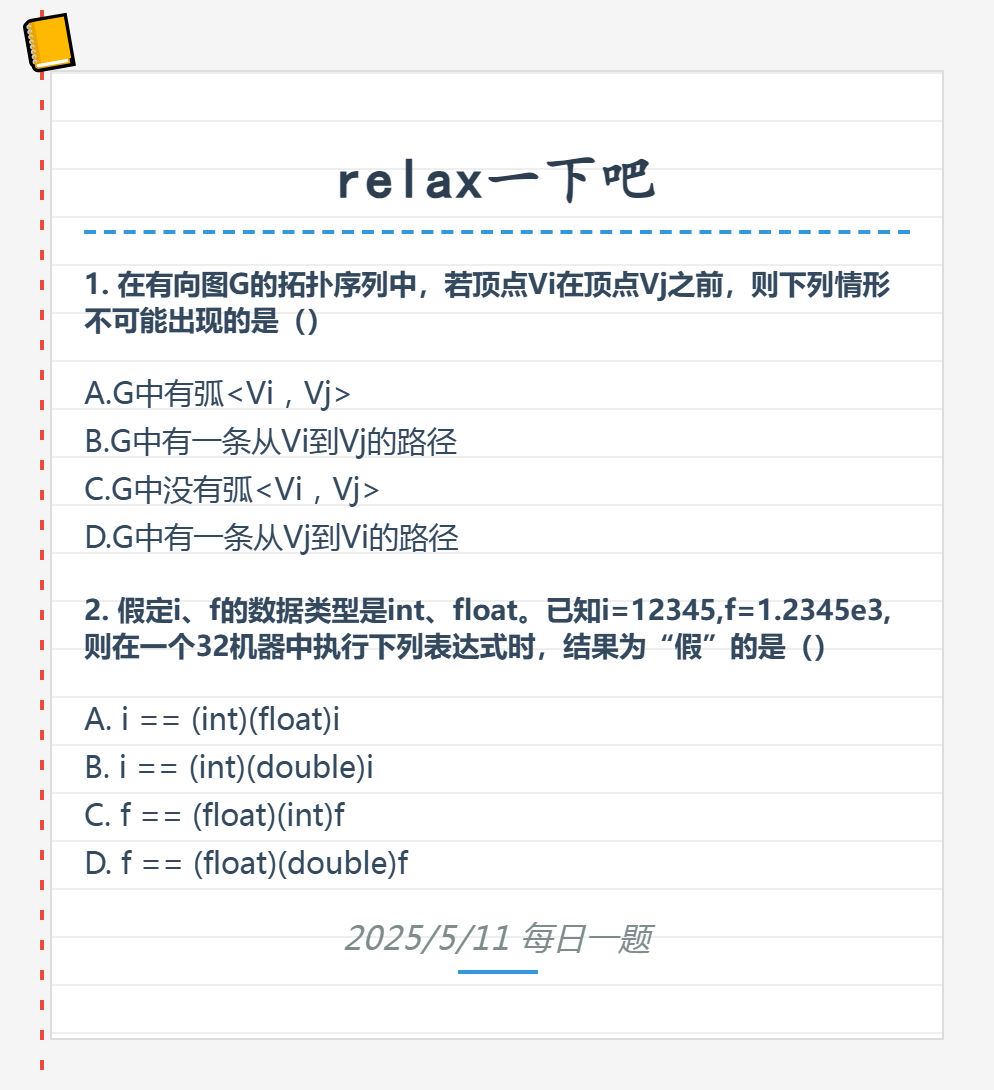 relax一下吧
1. 在有向图G的拓扑序列中，若顶点Vi在顶点Vj之前，则下列情形
不可能出现的是（）
A.G中有弧<Vi，Vj>
B.G中有一条从Vi到Vj的路径
C.G中没有弧<Vi，Vj>
D.G中有一条从Vj到Vi的路径
2. 假定i、f的数据类型是int、float。已知i=12345,f=1.2345e3,
则在一个32机器中执行下列表达式时，结果为“假”的是（）
A. i == (int)(float)i
B. i == (int)(double)i
C. f == (float)(int)f
D. f == (float)(double)f
2025/5/11 每日一题